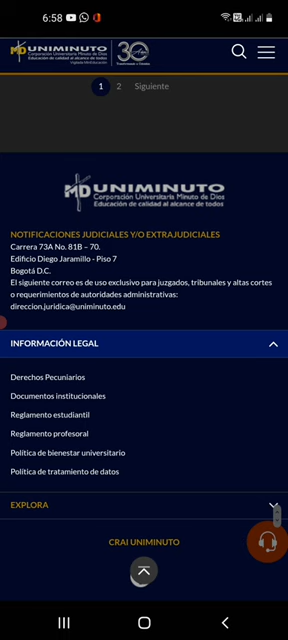 6:58
UNIMINUTO
Corporación Universitaria Minuto de Dios
Educación de calidad al alcance de todos
Vigilada MinEducación
30
1 2 Siguiente
UNIMINUTO
Corporación Universitaria Minuto de Dios
Educación de calidad al alcance de todos
NOTIFICACIONES JUDICIALES Y/O EXTRAJUDICIALES
Carrera 73A No. 81B – 70.
Edificio Diego Jaramillo - Piso 7
Bogotá D.C.
El siguiente correo es de uso exclusivo para juzgados, tribunales y altas cortes
o requerimientos de autoridades administrativas:
direccion.juridica@uniminuto.edu
INFORMACIÓN LEGAL
Derechos Pecuniarios
Documentos institucionales
Reglamento estudiantil
Reglamento profesoral
Política de bienestar universitario
Política de tratamiento de datos
EXPLORA
CRAI UNIMINUTO